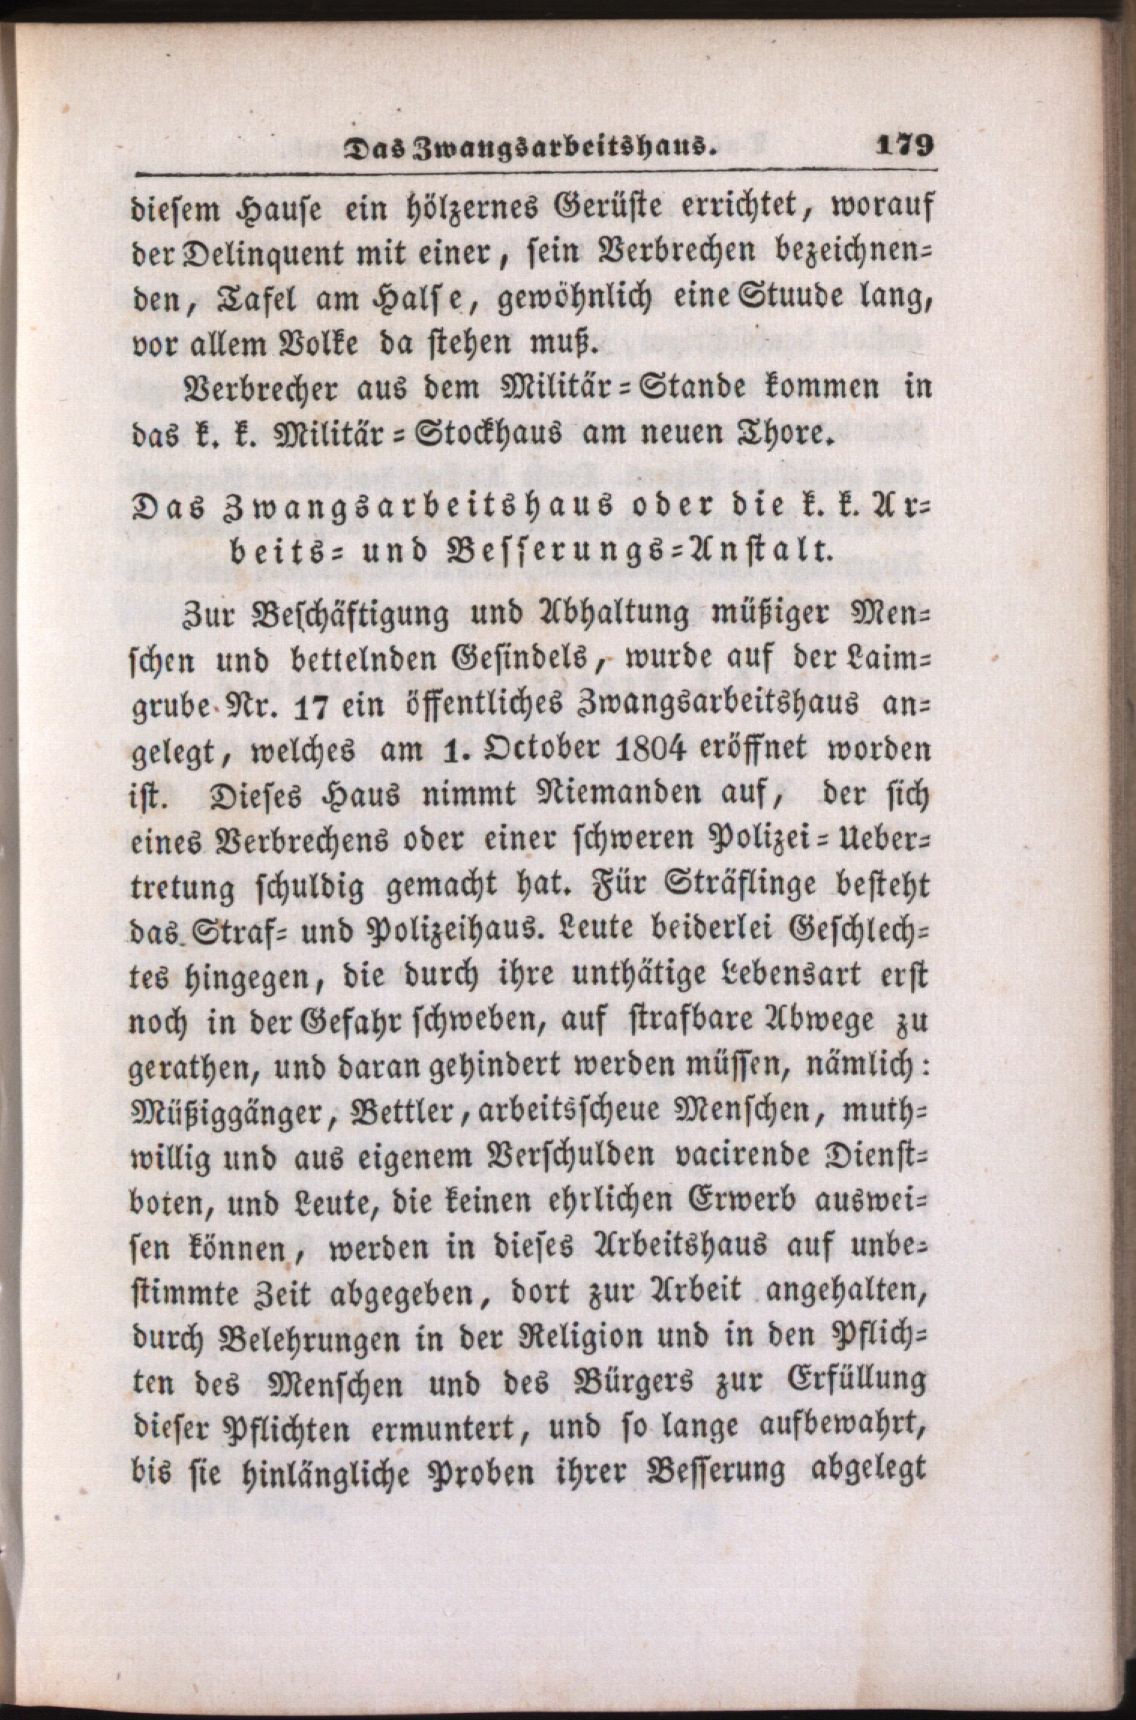 Das Zwangsarbeitshaus. 179
diesem Hause ein hölzernes Gerüste errichtet, worauf
der Delinquent mit einer, sein Verbrechen bezeichnen=
den, Tafel am Halse, gewöhnlich eine Stuude lang,
vor allem Volke da stehen muß.
Verbrecher aus dem Militär=Stande kommen in
das k. k. Militär=Stockhaus am neuen Thore.
Das Zwangsarbeitshaus oder die k. k. Ar=
beits= und Besserungs=Anstalt.
Zur Beschäftigung und Abhaltung müßiger Men=
schen und bettelnden Gesindels, wurde auf der Laim=
grube Nr. 17 ein öffentliches Zwangsarbeitshaus an=
gelegt, welches am 1. October 1804 eröffnet worden
ist. Dieses Haus nimmt Niemanden auf, der sich
eines Verbrechens oder einer schweren Polizei=Ueber=
tretung schuldig gemacht hat. Für Sträflinge besteht
das Straf= und Polizeihaus. Leute beiderlei Geschlech=
tes hingegen, die durch ihre unthätige Lebensart erst
noch in der Gefahr schweben, auf strafbare Abwege zu
gerathen, und daran gehindert werden müssen, nämlich:
Müßiggänger, Bettler, arbeitsscheue Menschen, muth=
willig und aus eigenem Verschulden vacirende Dienst=
boten, und Leute, die keinen ehrlichen Erwerb auswei=
sen können, werden in dieses Arbeitshaus auf unbe=
stimmte Zeit abgegeben, dort zur Arbeit angehalten,
durch Belehrungen in der Religion und in den Pflich=
ten des Menschen und des Bürgers zur Erfüllung
dieser Pflichten ermuntert, und so lange aufbewahrt,
bis sie hinlängliche Proben ihrer Besserung abgelegt